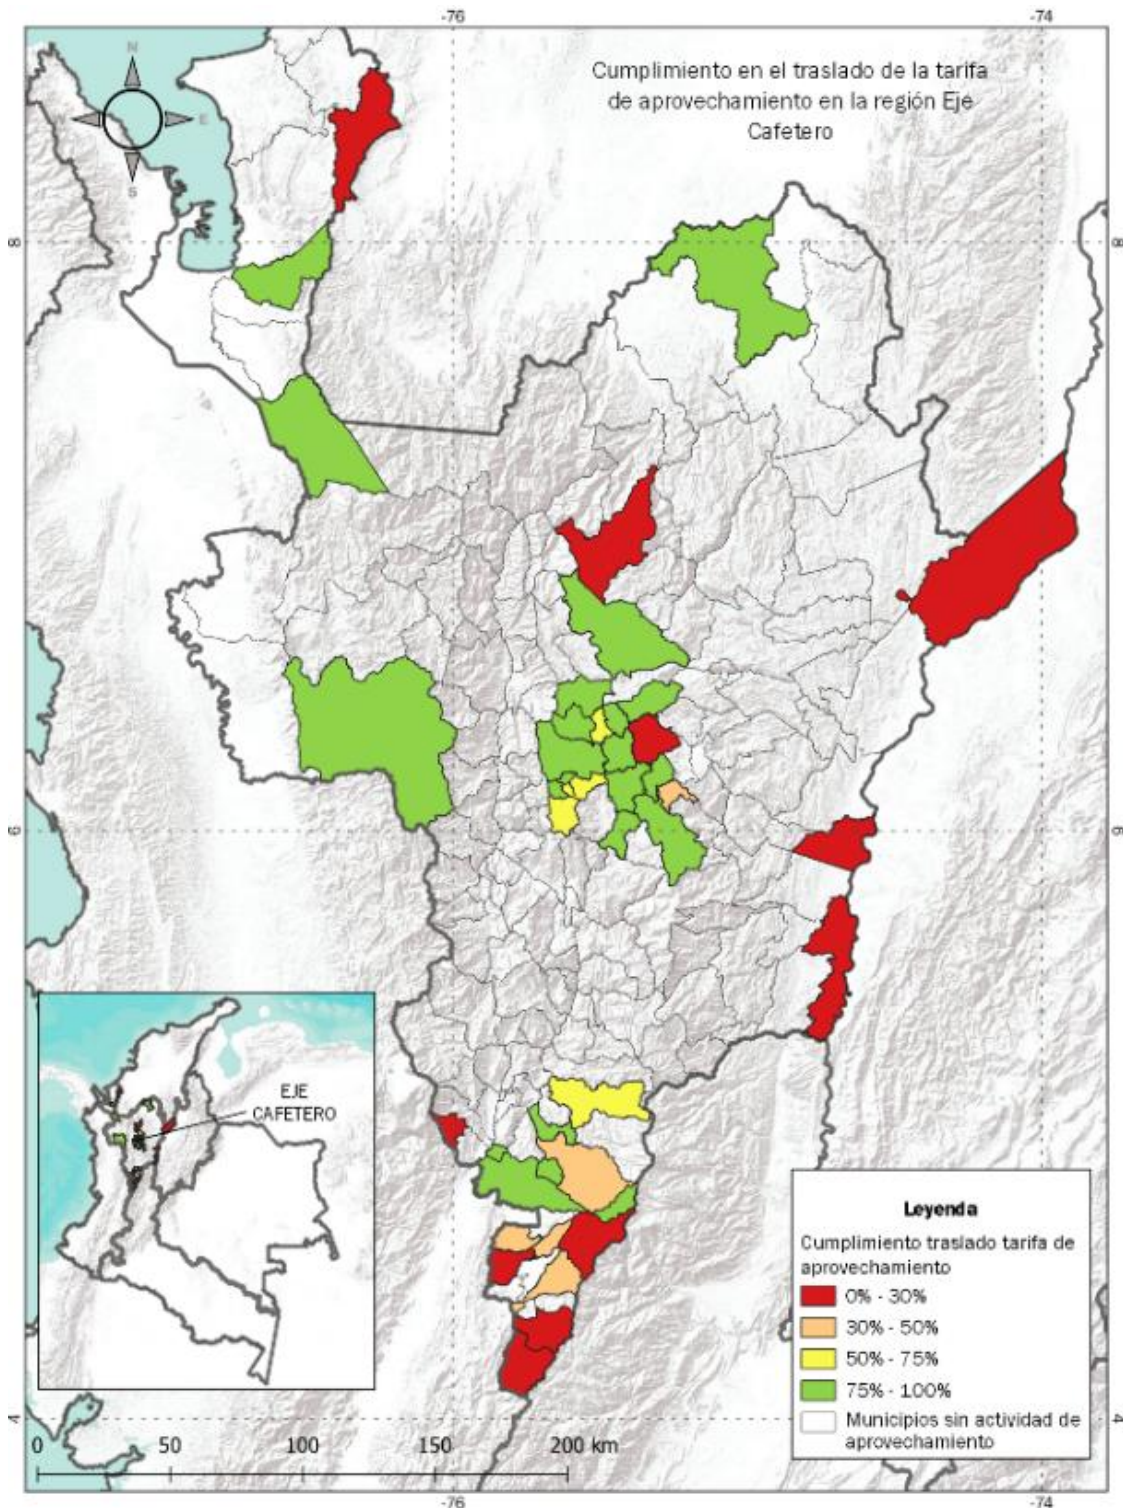 -76
-74
Cumplimiento en el traslado de la tarifa
de aprovechamiento en la región Eje
Cafetero
N
E
S
8
8
6
6
EJE
CAFETERO
Leyenda
Cumplimiento traslado tarifa de
aprovechamiento
0% - 30%
30% - 50%
50% - 75%
75% - 100%
Municipios sin actividad de
aprovechamiento
4
4
0 50 100 150 200 km
-76
-74